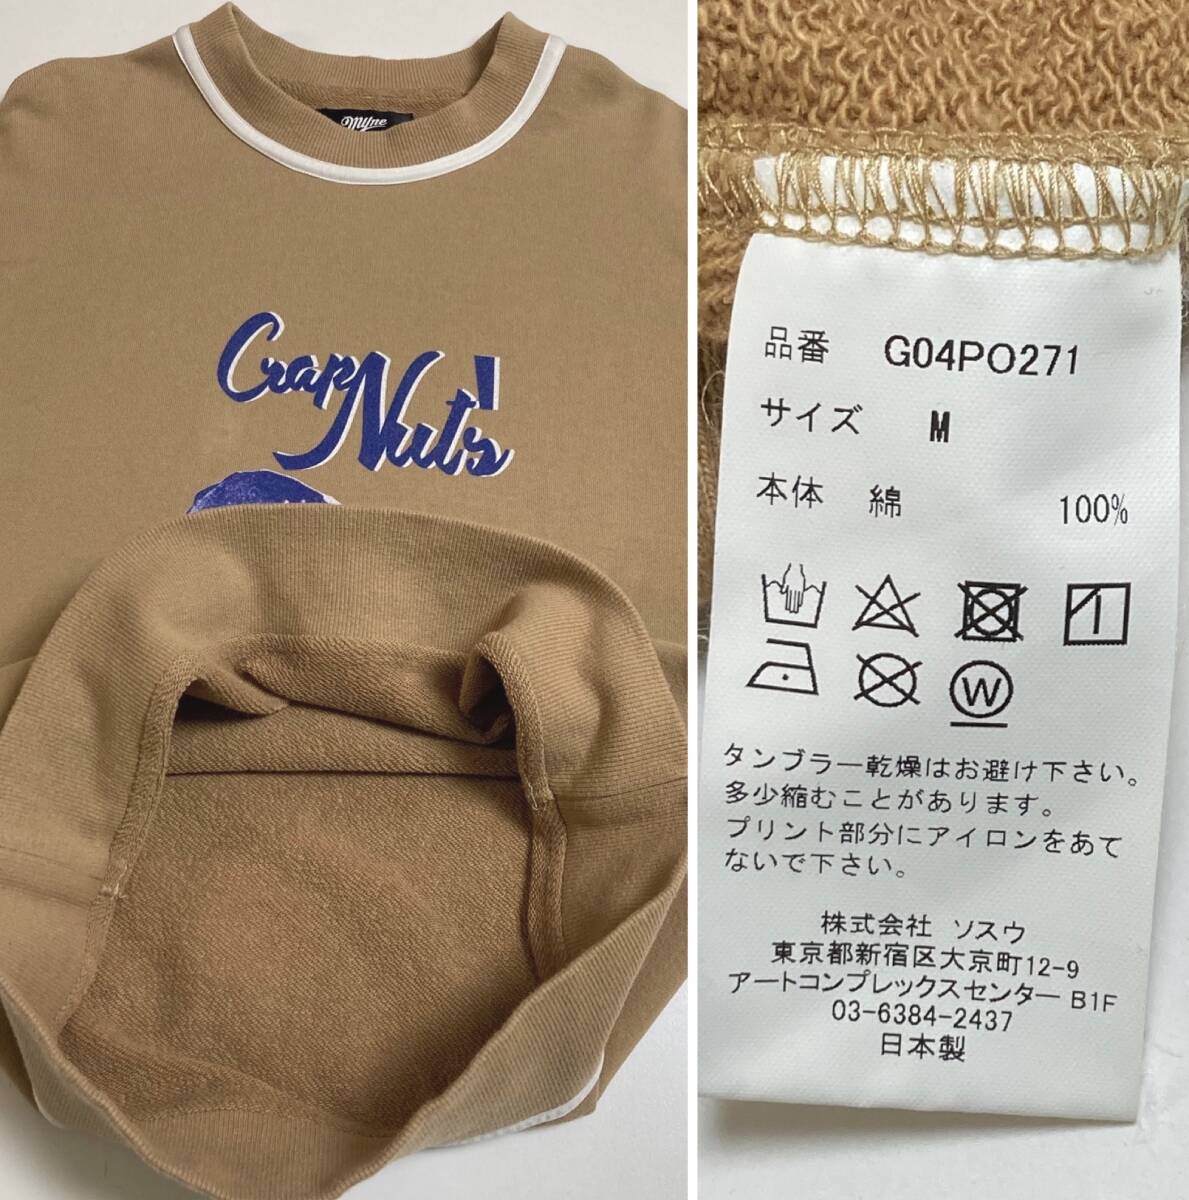 myne
Crap
Nut's
品番 G04PO271
サイズ M
本体 綿 100%
W
タンブラー乾燥はお避け下さい。
多少縮むことがあります。
プリント部分にアイロンをあて
ないで下さい。
株式会社 ソスウ
東京都新宿区大京町12-9
アートコンプレックスセンター B1F
03-6384-2437
日本製